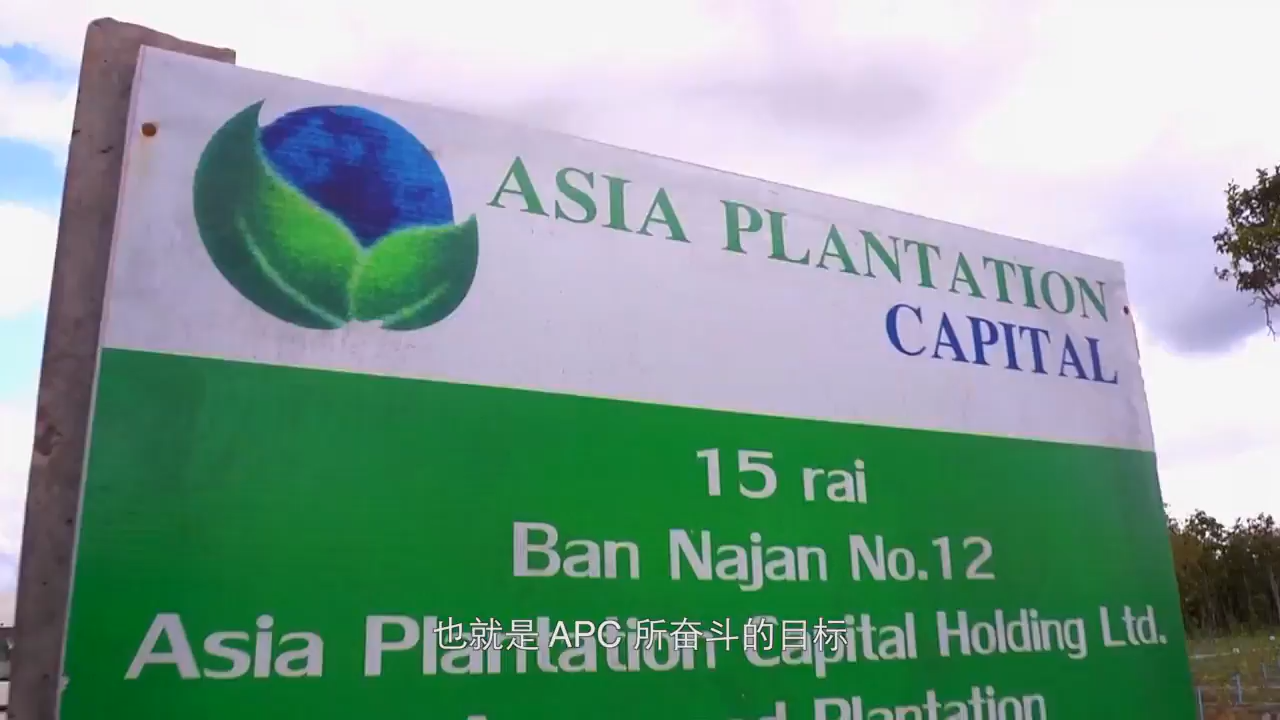 ASIA PLANTATION
CAPITAL
15 rai
Ban Najan No.12
Asia Plantation Capital Holding Ltd.
也就是 APC 所奋斗的目标
Plantation